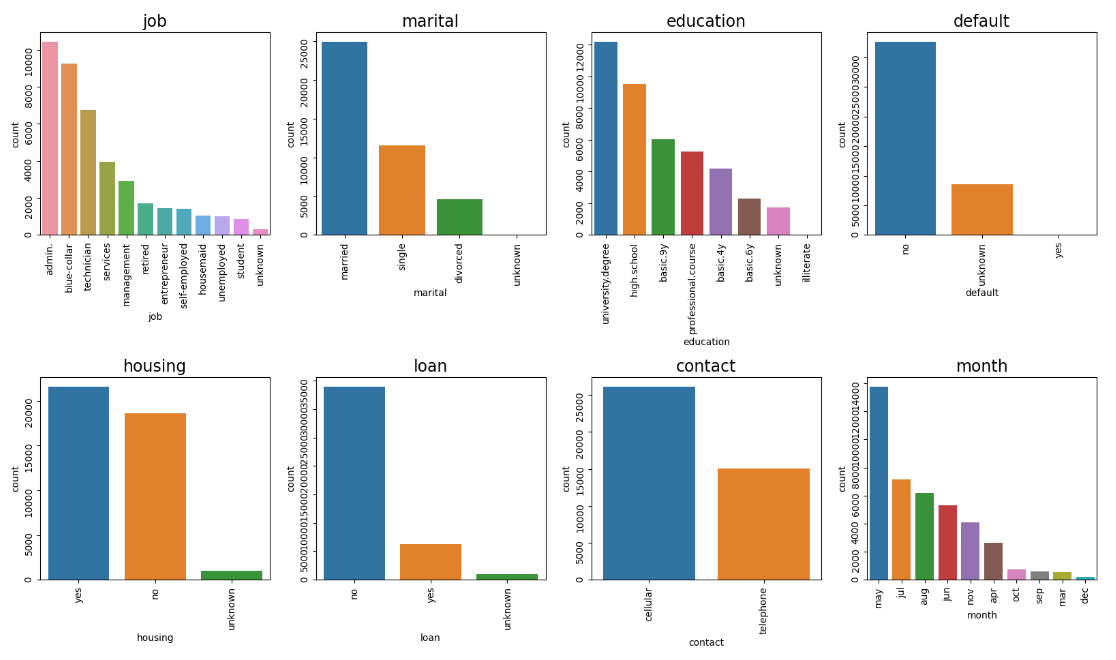 job
marital
education
default
count
0
2000
4000
6000
8000
10000
admin.
blue-collar
technician
services
management
retired
entrepreneur
self-employed
housemaid
unemployed
student
unknown
job
count
0
5000
10000
15000
20000
25000
married
single
divorced
unknown
marital
count
0
2000
4000
6000
8000
10000
12000
university.degree
high.school
basic.9y
professional.course
basic.4y
basic.6y
unknown
illiterate
education
count
0
5000
10000
15000
20000
25000
30000
no
unknown
yes
default
housing
loan
contact
month
count
0
5000
10000
15000
20000
yes
no
unknown
housing
count
0
5000
10000
15000
20000
25000
30000
35000
no
yes
unknown
loan
count
0
5000
10000
15000
20000
25000
cellular
telephone
contact
count
0
2000
4000
6000
8000
10000
12000
14000
may
jul
aug
jun
nov
apr
oct
sep
mar
dec
month